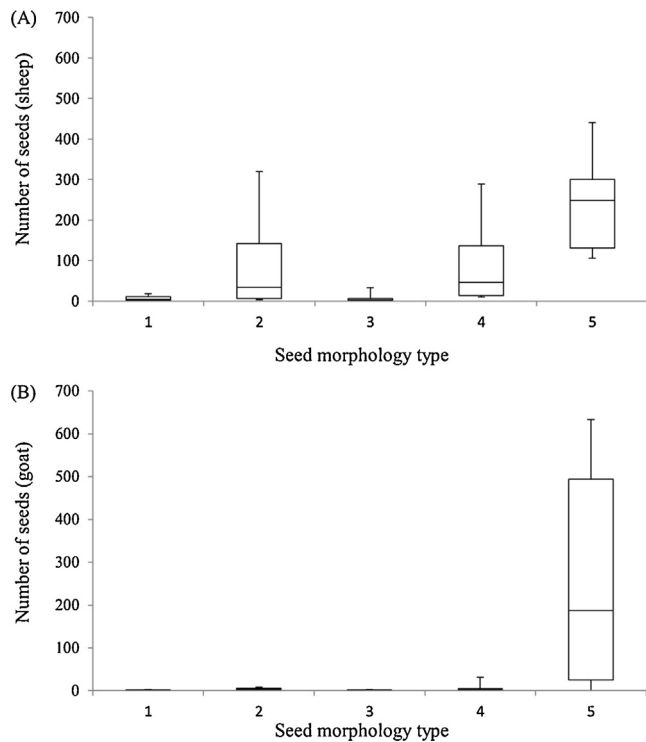 (A)
Number of seeds (sheep)
700
600
500
400
300
200
100
0
1 2 3 4 5
Seed morphology type
(B)
Number of seeds (goat)
700
600
500
400
300
200
100
0
1 2 3 4 5
Seed morphology type